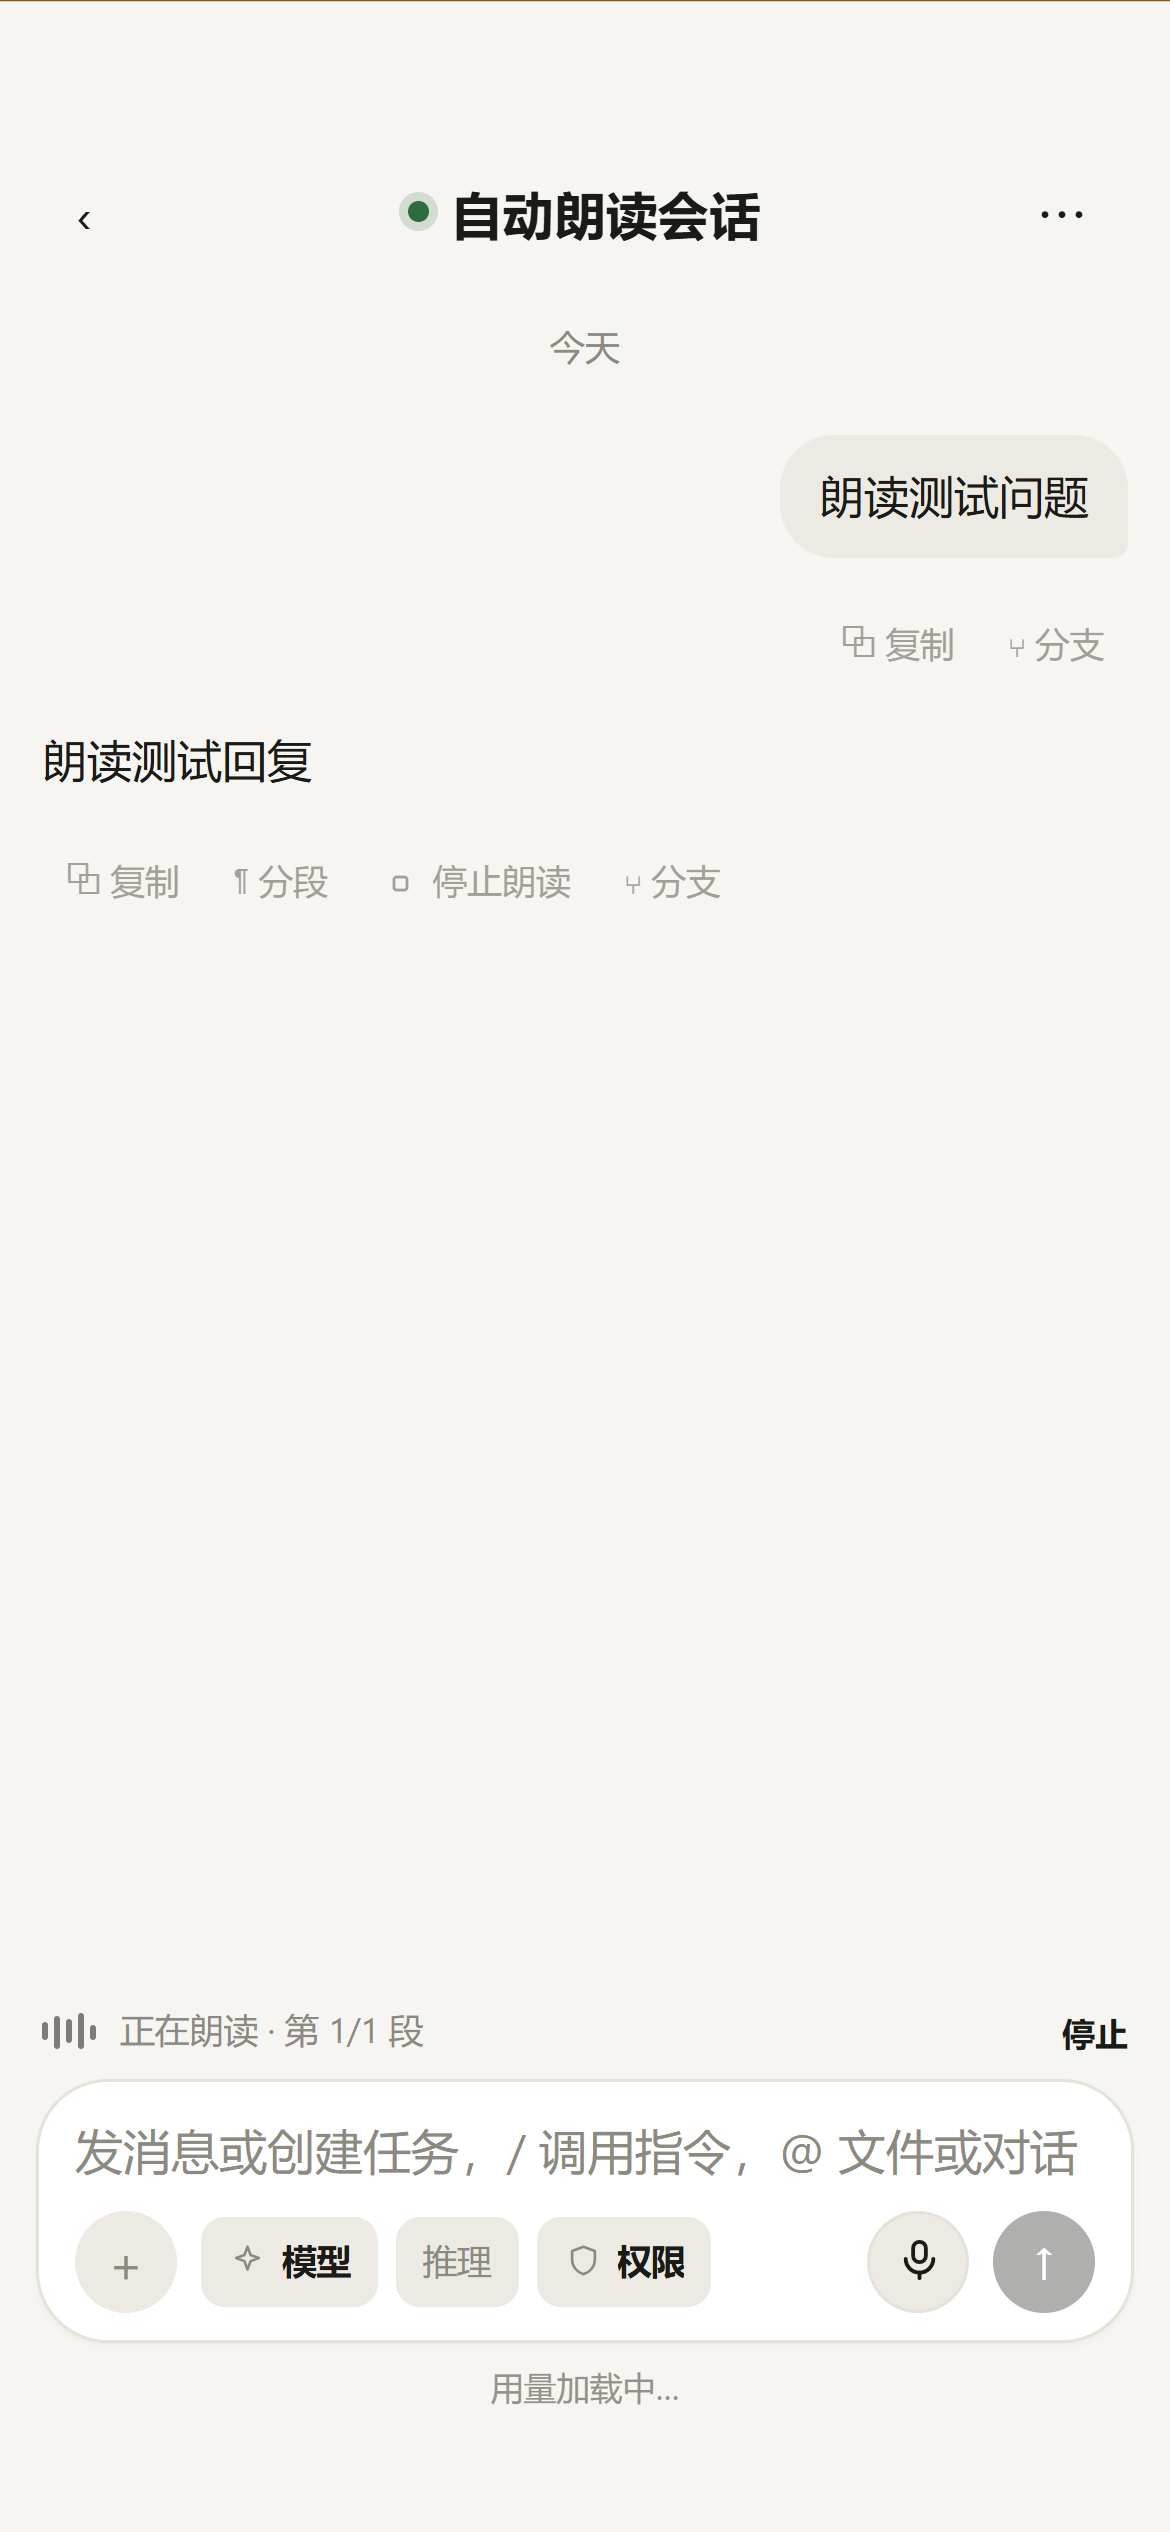 自动朗读会话
今天
朗读测试问题
复制 分支
朗读测试回复
复制 ¶ 分段 停止朗读 分支
正在朗读 · 第 1/1 段 停止
发消息或创建任务，/ 调用指令，@ 文件或对话
+ 模型 推理 权限 ↑
用量加载中...